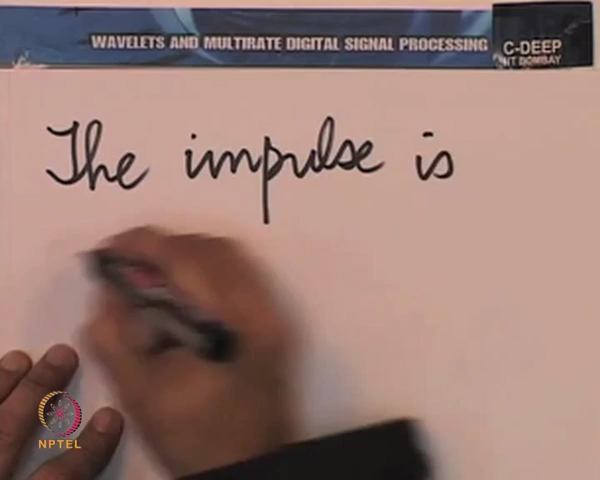 WAVELETS AND MULTIRATE DIGITAL SIGNAL PROCESSING
C-DEEP
IIT BOMBAY
The impulse is
NPTEL